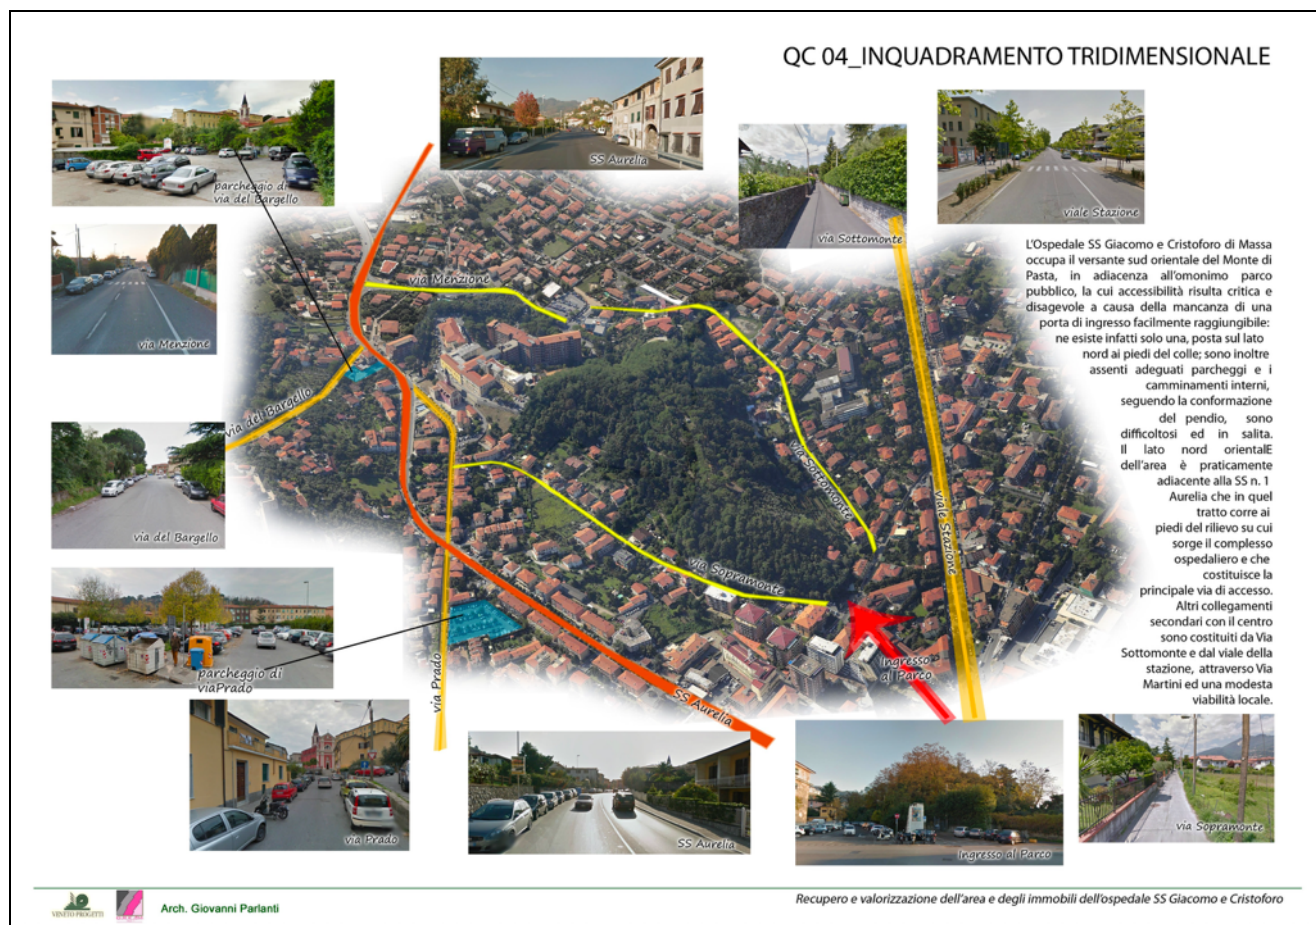 QC 04_INQUADRAMENTO TRIDIMENSIONALE
parcheggio di
via del Bargello
SS Aurelia
via Sottomonte
viale Stazione
via Menzione
via del Bargello
parcheggio di
viaPrado
via Prado
SS Aurelia
Ingresso al Parco
via Sopramonte
via Menzione
via del Bargello
via Sottomonte
viale Stazione
via Sopramonte
via Prado
SS Aurelia
Ingresso
al Parco
L'Ospedale SS Giacomo e Cristoforo di Massa
occupa il versante sud orientale del Monte di
Pasta, in adiacenza all'omonimo parco
pubblico, la cui accessibilità risulta critica e
disagevole a causa della mancanza di una
porta di ingresso facilmente raggiungibile:
ne esiste infatti solo una, posta sul lato
nord ai piedi del colle; sono inoltre
assenti adeguati parcheggi e i
camminamenti interni,
seguendo la conformazione
del pendio, sono
difficoltosi ed in salita.
Il lato nord orientalE
dell'area è praticamente
adiacente alla SS n. 1
Aurelia che in quel
tratto corre ai
piedi del rilievo su cui
sorge il complesso
ospedaliero e che
costituisce la
principale via di accesso.
Altri collegamenti
secondari con il centro
sono costituiti da Via
Sottomonte e dal viale della
stazione, attraverso Via
Martini ed una modesta
viabilità locale.
VENETO PROGETTI
Arch. Giovanni Parlanti
Recupero e valorizzazione dell'area e degli immobili dell'ospedale SS Giacomo e Cristoforo